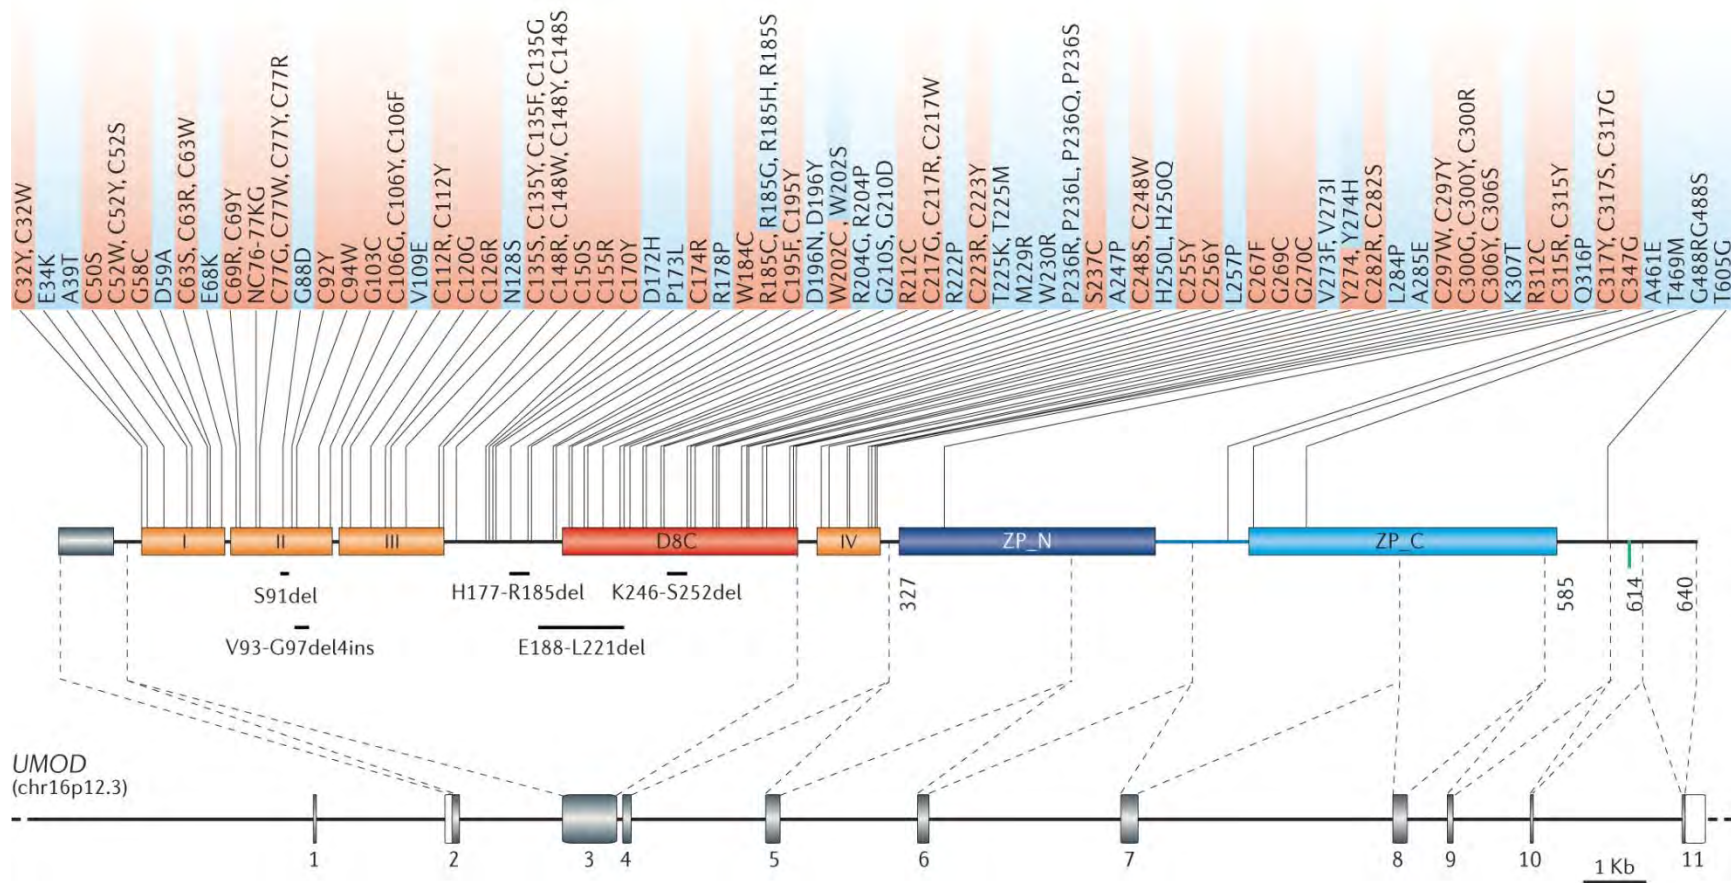 C32Y, C32W
E34K
A39T
C50S
C52W, C52Y, C52S
G58C
D59A
C63S, C63R, C63W
E68K
C69R, C69Y
NC76-77KG
C77G, C77W, C77Y, C77R
G88D
C92Y
C94W
G103C
C106G, C106Y, C106F
V109E
C112R, C112Y
C120G
C126R
N128S
C135S, C135Y, C135F, C135G
C148R, C148W, C148Y, C148S
C150S
C155R
C170Y
D172H
P173L
C174R
R178P
W184C
R185C, R185G, R185H, R185S
C195F, C195Y
D196N, D196Y
W202C, W202S
R204G, R204P
G210S, G210D
R212C
C217G, C217R, C217W
R222P
C223R, C223Y
T225K, T225M
M229R
W230R
P236R, P236L, P236Q, P236S
S237C
A247P
C248S, C248W
H250L, H250Q
C255Y
C256Y
L257P
C267F
G269C
G270C
V273F, V273I
Y274, Y274H
C282R, C282S
L284P
A285E
C297W, C297Y
C300G, C300Y, C300R
C306Y, C306S
K307T
R312C
C315R, C315Y
Q316P
C317Y, C317S, C317G
C347G
A461E
T469M
G488RG488S
T605G
I
II
III
D8C
IV
ZP_N
ZP_C
S91del
H177-R185del
K246-S252del
327
585
614
640
V93-G97del4ins
E188-L221del
UMOD
(chr16p12.3)
1
2
3
4
5
6
7
8
9
10
11
1 Kb